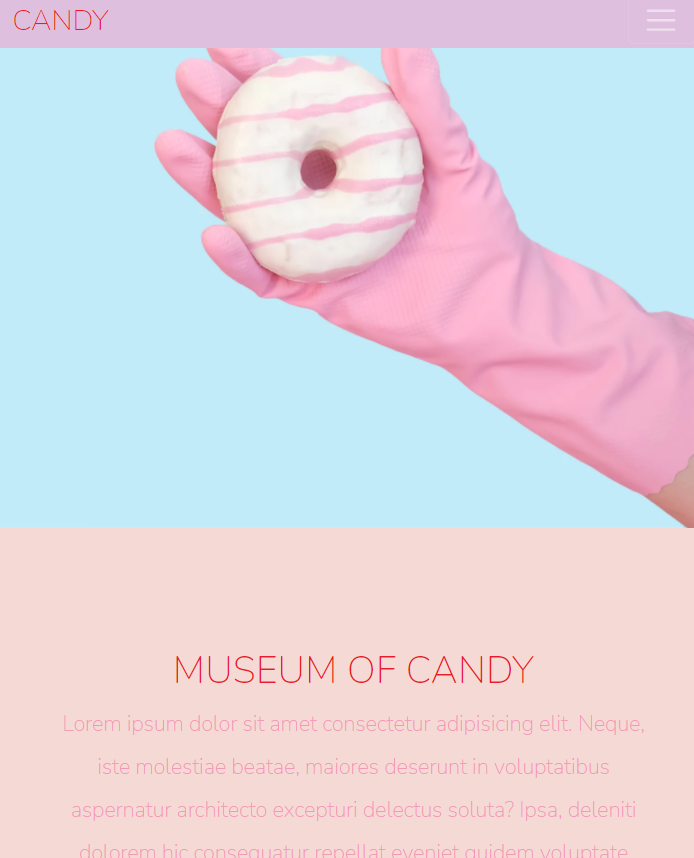 CANDY
MUSEUM OF CANDY
Lorem ipsum dolor sit amet consectetur adipisicing elit. Neque,
iste molestiae beatae, maiores deserunt in voluptatibus
aspernatur architecto excepturi delectus soluta? Ipsa, deleniti
dolorem hic consequatur repellat eveniet quidem voluptate